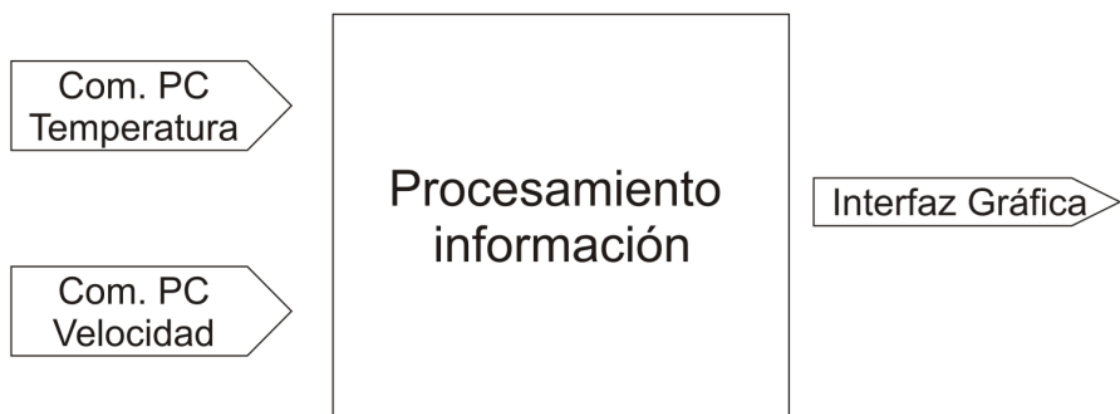 Com. PC
Temperatura
Procesamiento
información
Interfaz Gráfica
Com. PC
Velocidad